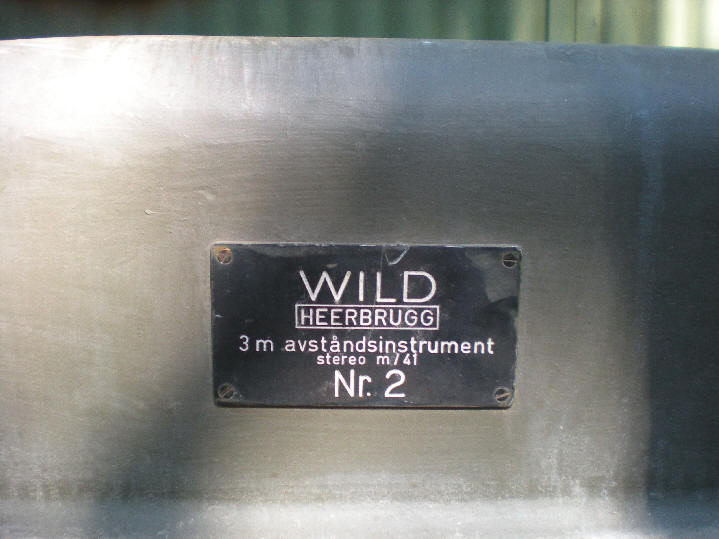 WILD
HEERBRUGG
3 m avståndsinstrument
stereo m/41
Nr. 2